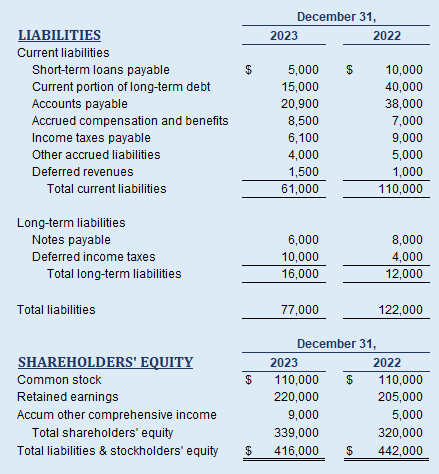 December 31,
LIABILITIES 2023 2022
Current liabilities
Short-term loans payable $ 5,000 $ 10,000
Current portion of long-term debt 15,000 40,000
Accounts payable 20,900 38,000
Accrued compensation and benefits 8,500 7,000
Income taxes payable 6,100 9,000
Other accrued liabilities 4,000 5,000
Deferred revenues 1,500 1,000
Total current liabilities 61,000 110,000
Long-term liabilities
Notes payable 6,000 8,000
Deferred income taxes 10,000 4,000
Total long-term liabilities 16,000 12,000
Total liabilities 77,000 122,000
December 31,
SHAREHOLDERS' EQUITY 2023 2022
Common stock $ 110,000 $ 110,000
Retained earnings 220,000 205,000
Accum other comprehensive income 9,000 5,000
Total shareholders' equity 339,000 320,000
Total liabilities & stockholders' equity $ 416,000 $ 442,000